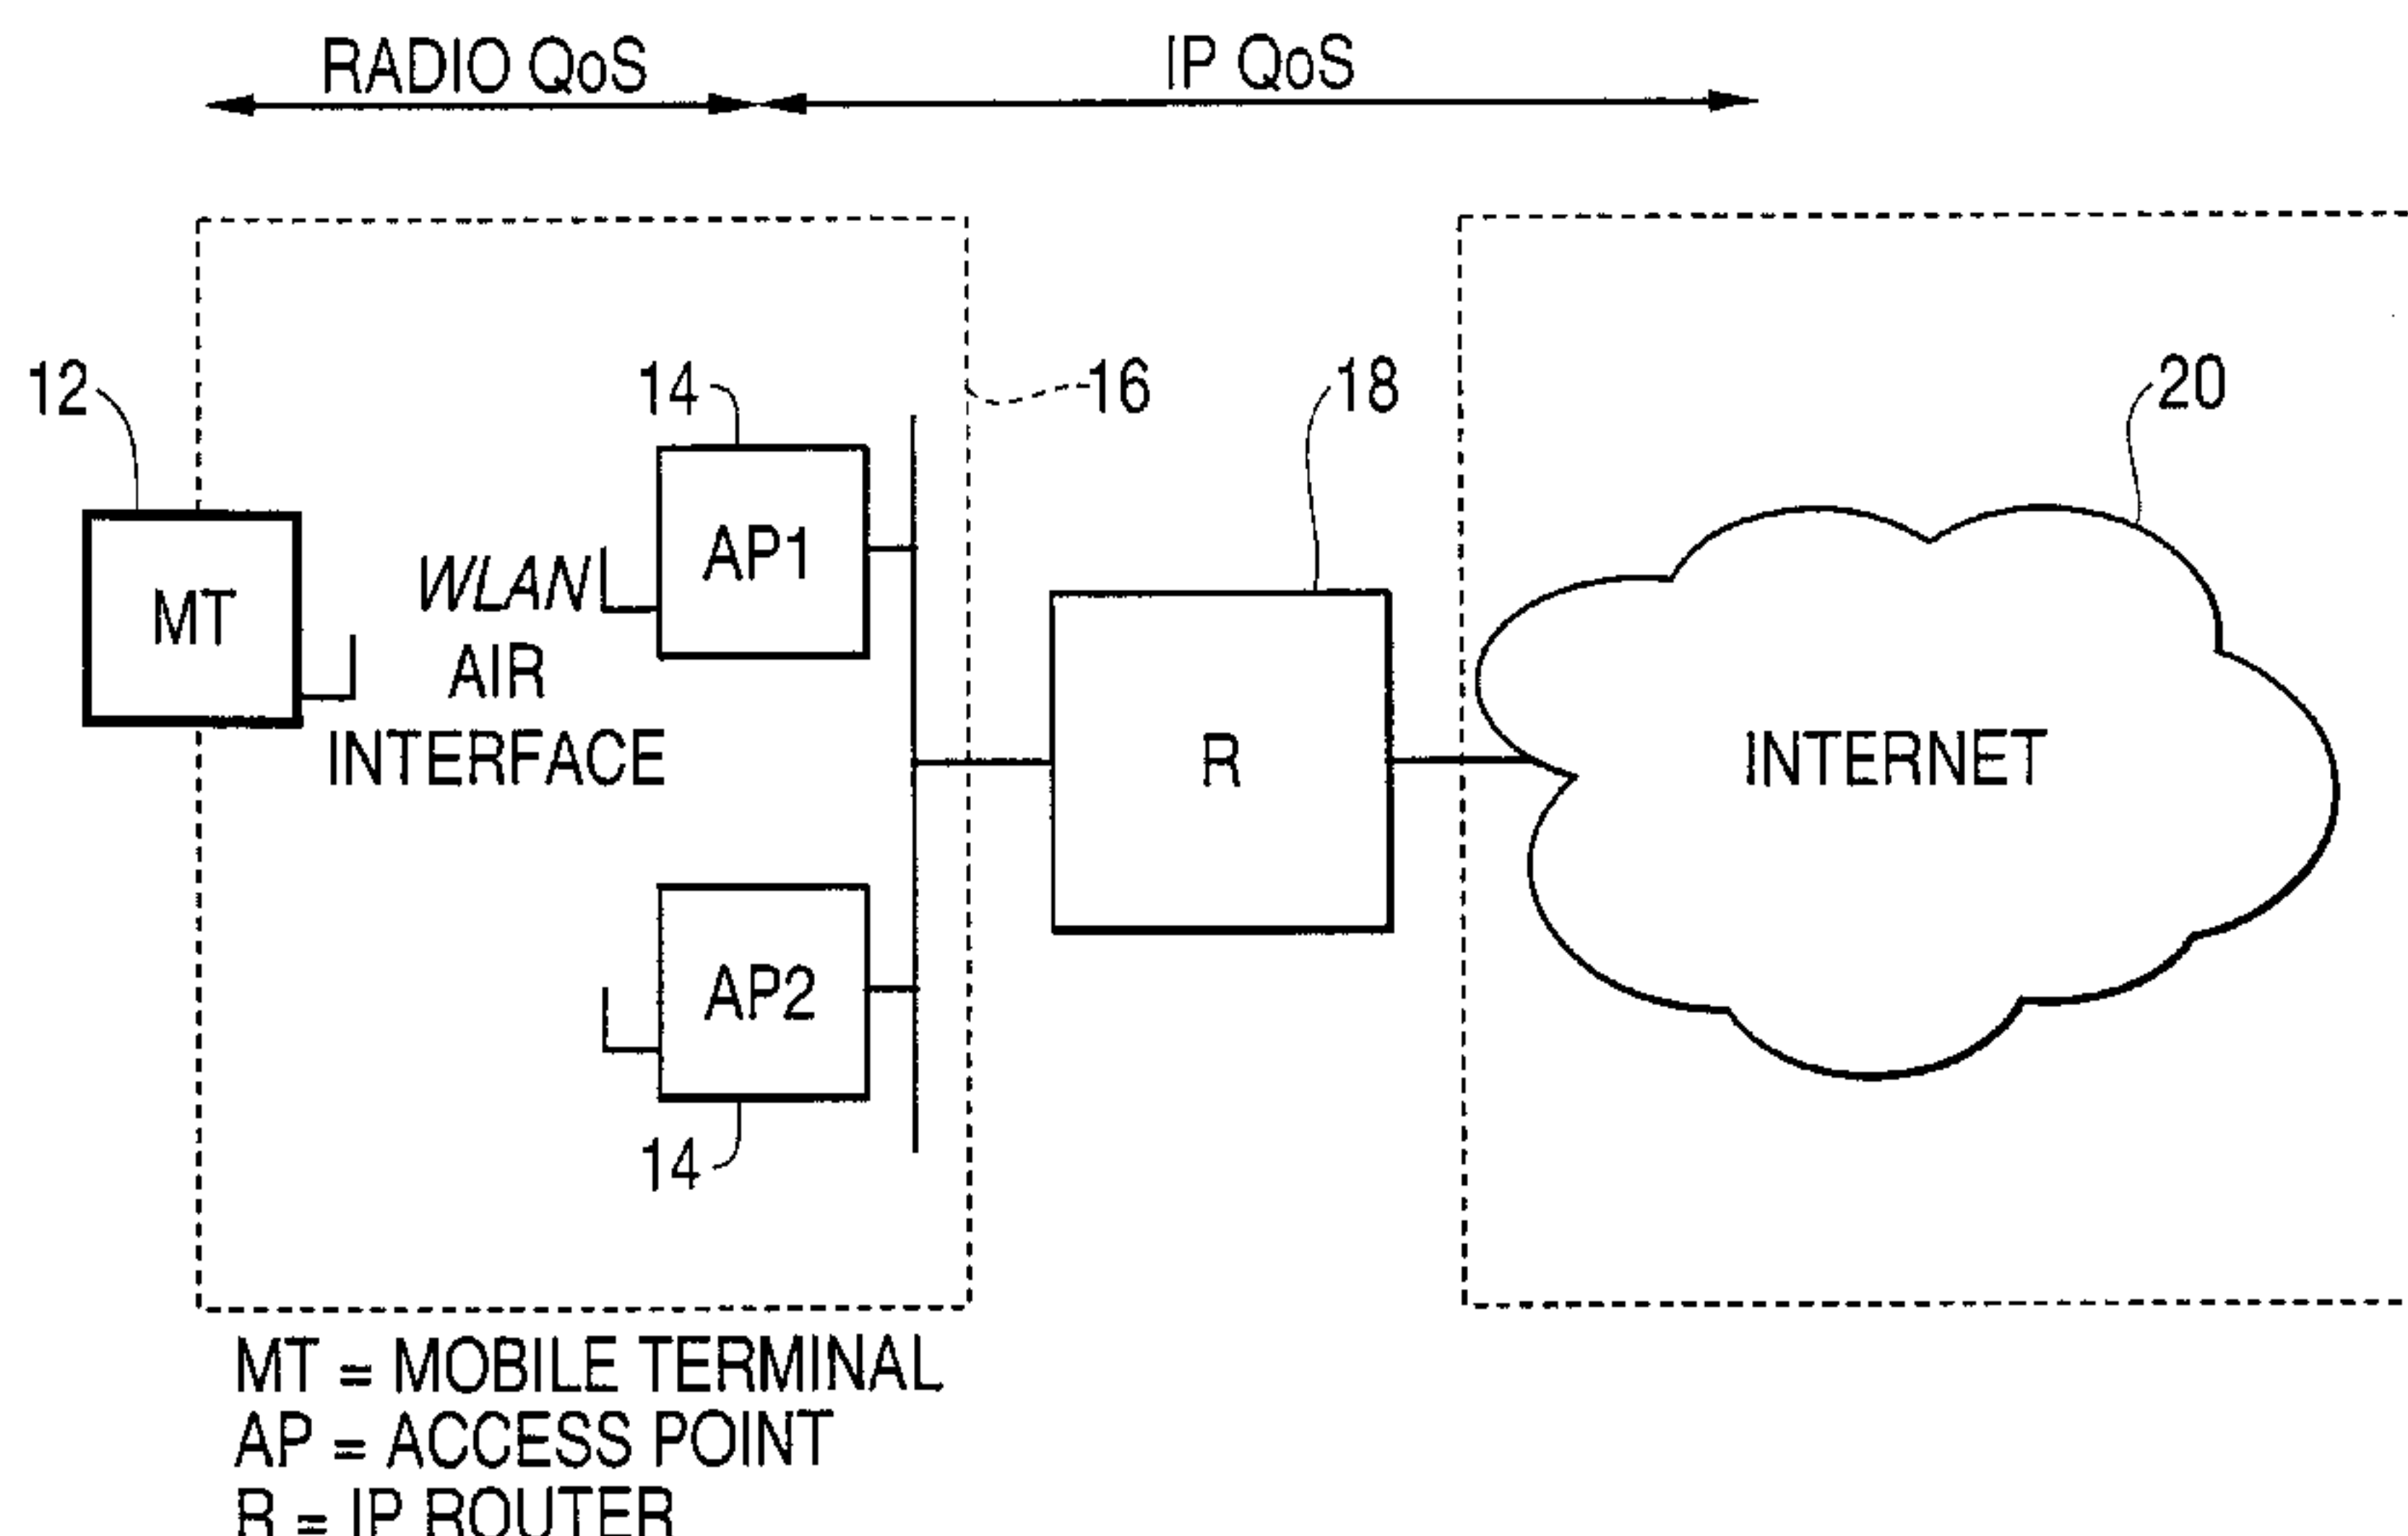 RADIO QoS
IP QoS
12
14
16
18
20
MT
WLAN
AIR
INTERFACE
AP1
R
INTERNET
AP2
14
MT = MOBILE TERMINAL
AP = ACCESS POINT
R = IP ROUTER